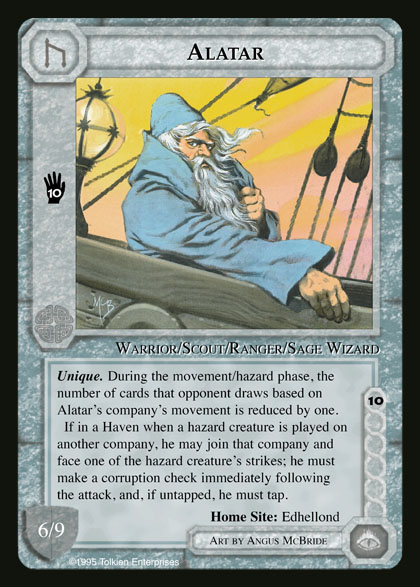 ALATAR
10
McB
WARRIOR/SCOUT/RANGER/SAGE WIZARD
Unique. During the movement/hazard phase, the
number of cards that opponent draws based on
Alatar's company's movement is reduced by one.
If in a Haven when a hazard creature is played on
another company, he may join that company and
face one of the hazard creature's strikes; he must
make a corruption check immediately following
the attack, and, if untapped, he must tap.
10
Home Site: Edhellond
6/9
ART BY ANGUS MCBRIDE
©1995 Tolkien Enterprises